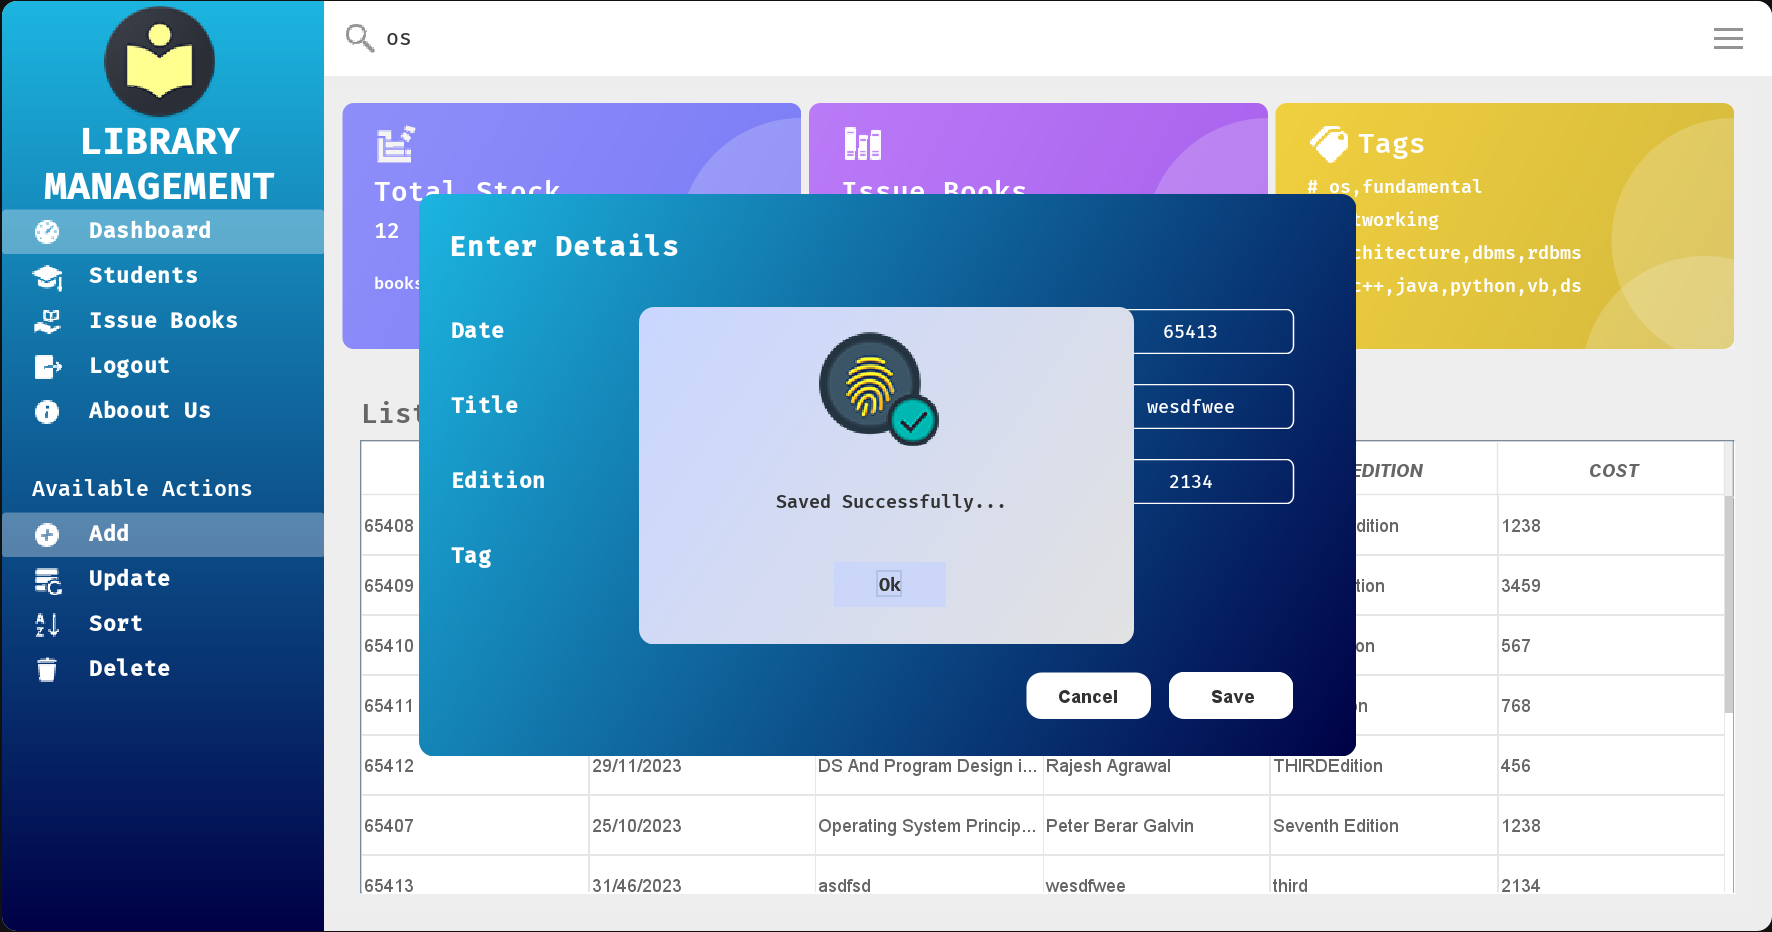 LIBRARY
MANAGEMENT
Dashboard
Students
Issue Books
Logout
Aboout Us
Available Actions
Add
Update
Sort
Delete
os
Total Stock
12
books
Issue Books
Tags
# os,fundamental
tworking
chitecture,dbms,rdbms
c++,java,python,vb,ds
List
Enter Details
Date
65413
Title
wesdfwee
Edition
2134
Tag
Saved Successfully...
Ok
Cancel
Save
EDITION COST
65408 dition 1238
65409 tion 3459
65410 on 567
65411 n 768
65412 29/11/2023 DS And Program Design i... Rajesh Agrawal THIRDEdition 456
65407 25/10/2023 Operating System Princip... Peter Berar Galvin Seventh Edition 1238
65413 31/46/2023 asdfsd wesdfwee third 2134